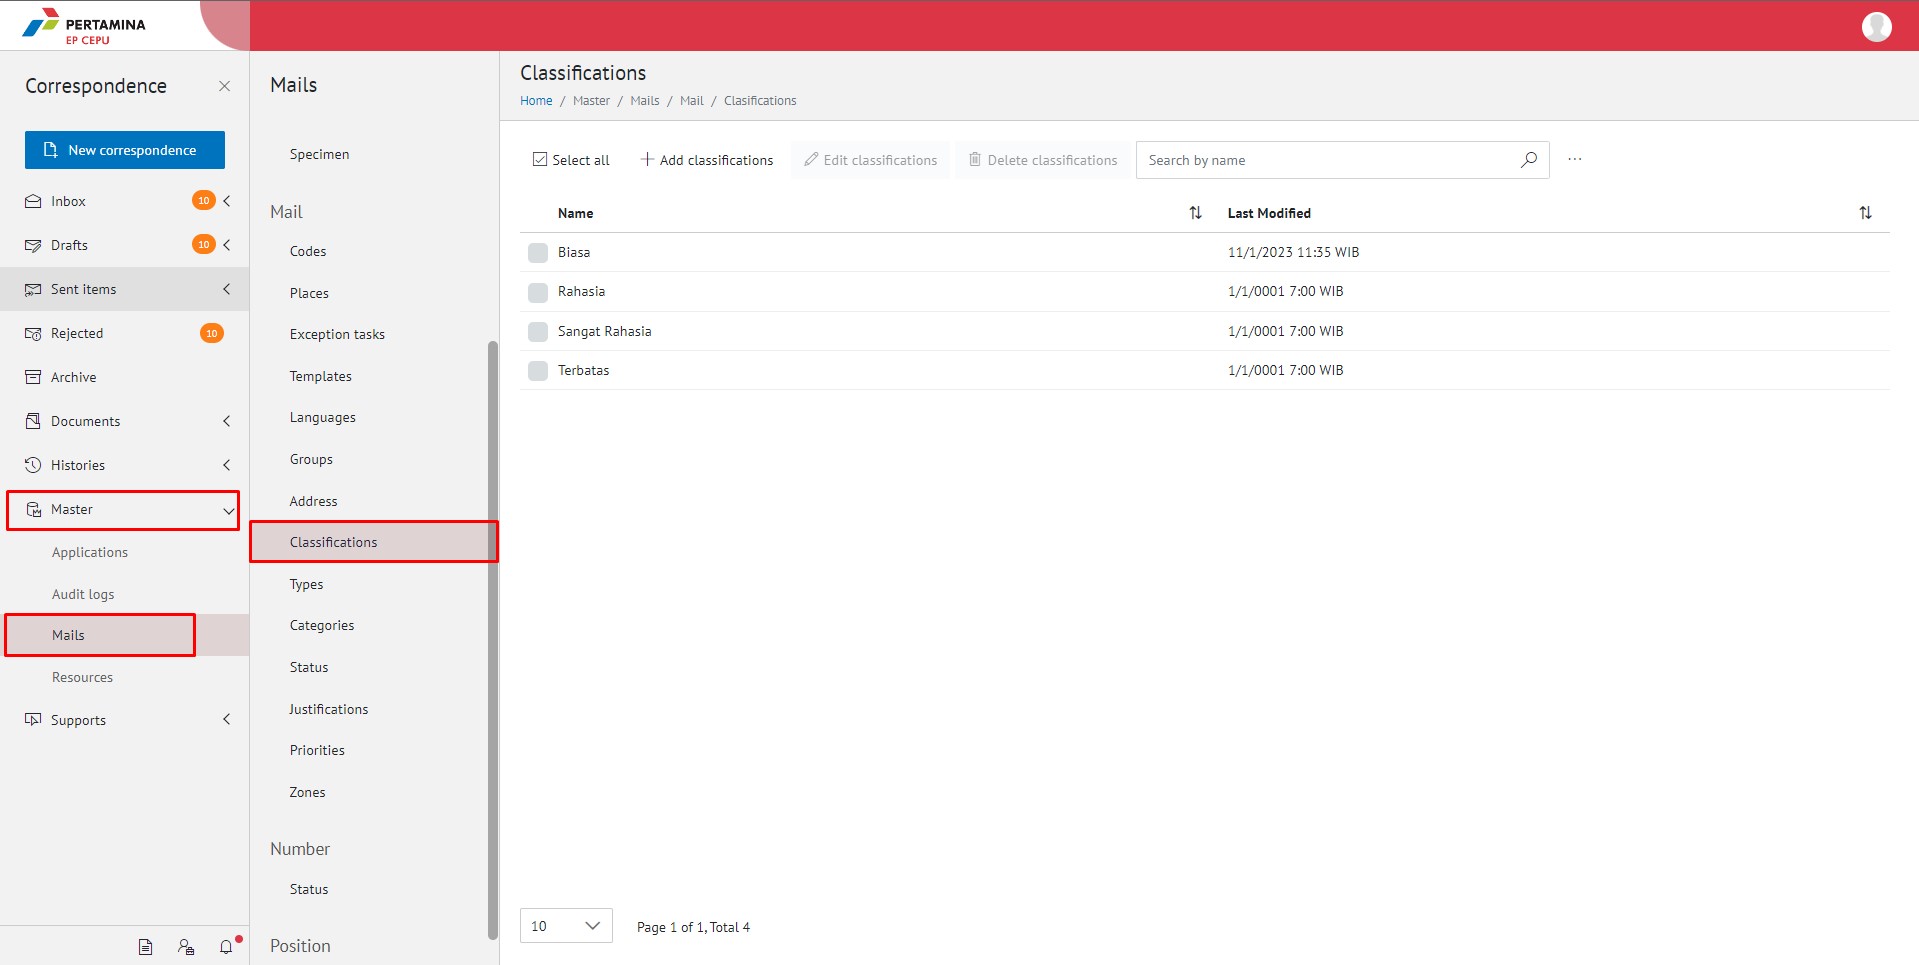 PERTAMINA
EP CEPU
Correspondence
New correspondence
Inbox 10
Drafts 10
Sent items
Rejected 10
Archive
Documents
Histories
Master
Applications
Audit logs
Mails
Resources
Supports
Mails
Specimen
Mail
Codes
Places
Exception tasks
Templates
Languages
Groups
Address
Classifications
Types
Categories
Status
Justifications
Priorities
Zones
Number
Status
Position
Classifications
Home / Master / Mails / Mail / Clasifications
Select all Add classifications Edit classifications Delete classifications Search by name ...
Name Last Modified
Biasa 11/1/2023 11:35 WIB
Rahasia 1/1/0001 7:00 WIB
Sangat Rahasia 1/1/0001 7:00 WIB
Terbatas 1/1/0001 7:00 WIB
10 Page 1 of 1, Total 4